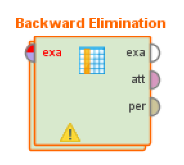 Backward Elimination
exa exa
att
per